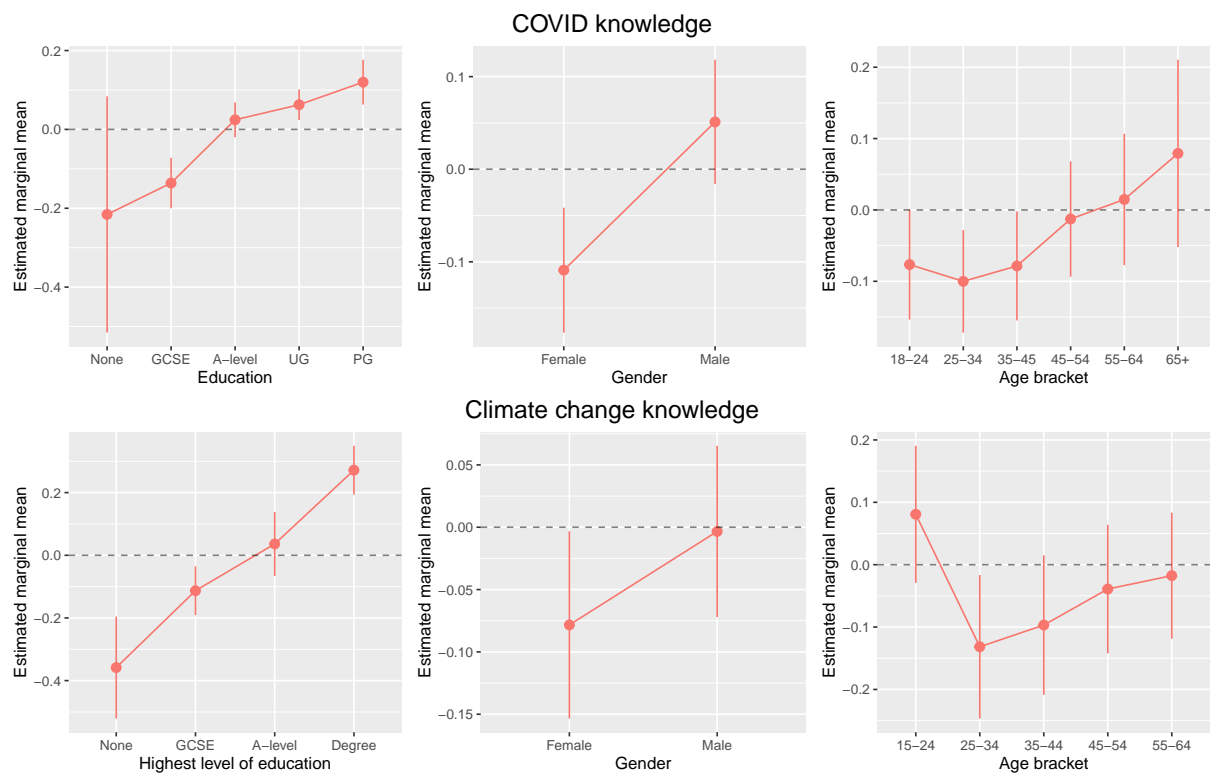 COVID knowledge
Estimated marginal mean
0.2
0.0
−0.2
−0.4
None GCSE A−level UG PG
Education
Estimated marginal mean
0.1
0.0
−0.1
Female Male
Gender
Estimated marginal mean
0.2
0.1
0.0
−0.1
18−24 25−34 35−45 45−54 55−64 65+
Age bracket
Climate change knowledge
Estimated marginal mean
0.2
0.0
−0.2
−0.4
None GCSE A−level Degree
Highest level of education
Estimated marginal mean
0.05
0.00
−0.05
−0.10
−0.15
Female Male
Gender
Estimated marginal mean
0.2
0.1
0.0
−0.1
−0.2
15−24 25−34 35−44 45−54 55−64
Age bracket